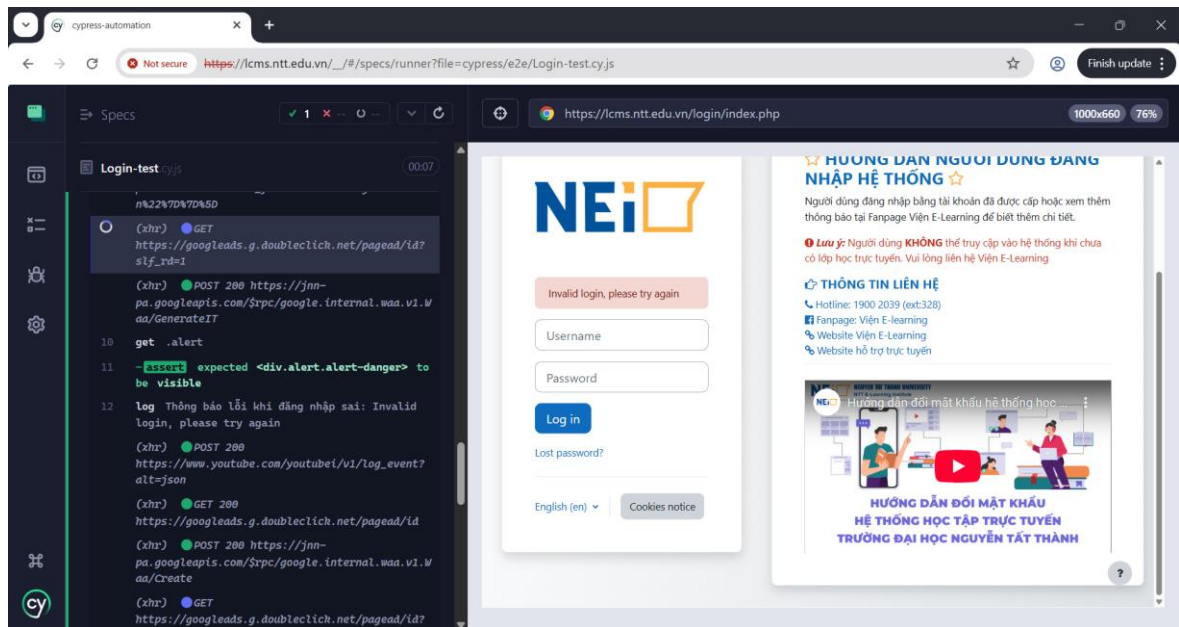 cypress-automation
Not secure https://lcms.ntt.edu.vn/__/#/specs/runner?file=cypress/e2e/Login-test.cy.js
Finish update
Specs
1 -- --
Login-test.cy.js 00:07
n%22%7D%7D%5D
(xhr) GET
https://googleads.g.doubleclick.net/pagead/id?
slf_rd=1
(xhr) POST 200 https://jnn-
pa.googleapis.com/$rpc/google.internal.waa.v1.W
aa/GenerateIT
10 get .alert
11 -assert expected <div.alert.alert-danger> to
be visible
12 log Thông báo lỗi khi đăng nhập sai: Invalid
login, please try again
(xhr) POST 200
https://www.youtube.com/youtubei/v1/log_event?
alt=json
(xhr) GET 200
https://googleads.g.doubleclick.net/pagead/id
(xhr) POST 200 https://jnn-
pa.googleapis.com/$rpc/google.internal.waa.v1.W
aa/Create
(xhr) GET
https://googleads.g.doubleclick.net/pagead/id?
cy
https://lcms.ntt.edu.vn/login/index.php
1000x660 76%
NEi
Invalid login, please try again
Username
Password
Log in
Lost password?
English (en)
Cookies notice
HƯỚNG DẪN NGƯỜI DÙNG ĐĂNG
NHẬP HỆ THỐNG
Người dùng đăng nhập bằng tài khoản đã được cấp hoặc xem thêm
thông báo tại Fanpage Viện E-Learning để biết thêm chi tiết.
Lưu ý: Người dùng KHÔNG thể truy cập vào hệ thống khi chưa
có lớp học trực tuyến. Vui lòng liên hệ Viện E-Learning
THÔNG TIN LIÊN HỆ
Hotline: 1900 2039 (ext:328)
Fanpage: Viện E-learning
Website Viện E-Learning
Website hỗ trợ trực tuyến
NGUYEN TAT THANH UNIVERSITY
NTT E-Learning Institute
NEi
Hướng dẫn đổi mật khẩu hệ thống học ...
HƯỚNG DẪN ĐỔI MẬT KHẨU
HỆ THỐNG HỌC TẬP TRỰC TUYẾN
TRƯỜNG ĐẠI HỌC NGUYỄN TẤT THÀNH
?